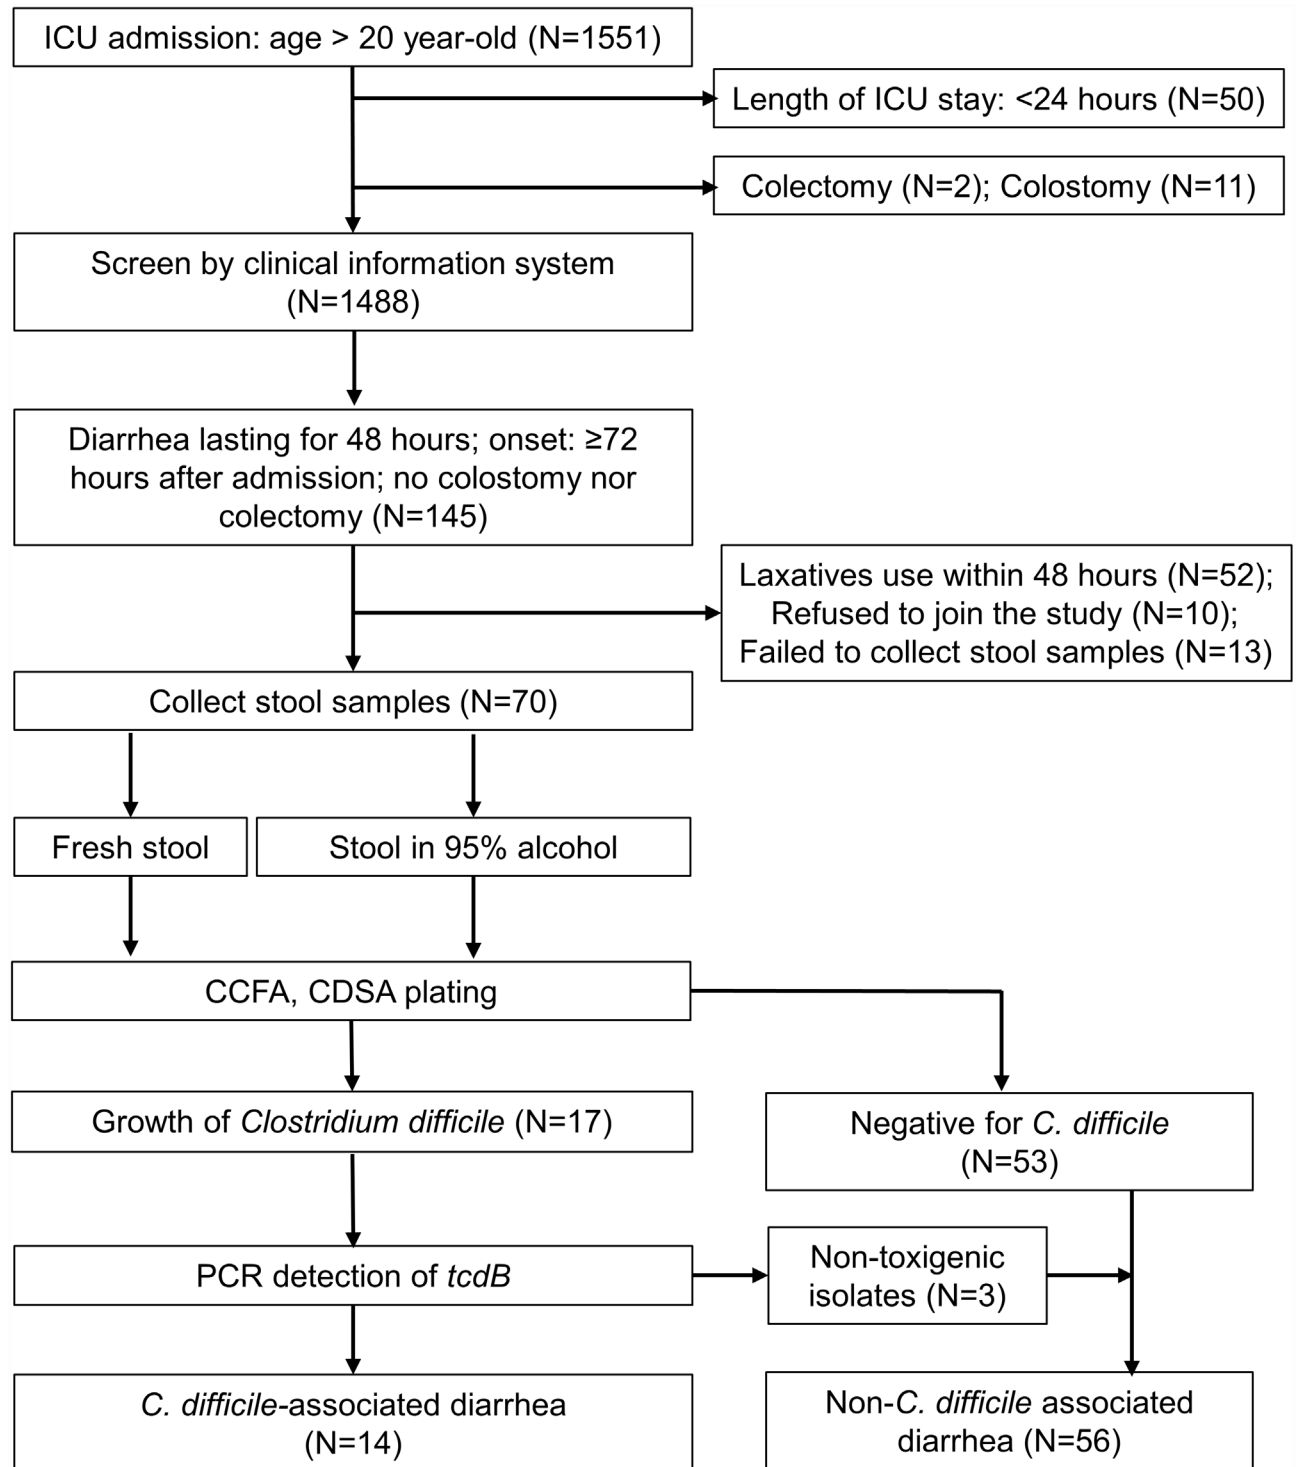 ICU admission: age > 20 year-old (N=1551)
Length of ICU stay: <24 hours (N=50)
Colectomy (N=2); Colostomy (N=11)
Screen by clinical information system
(N=1488)
Diarrhea lasting for 48 hours; onset: ≥72
hours after admission; no colostomy nor
colectomy (N=145)
Laxatives use within 48 hours (N=52);
Refused to join the study (N=10);
Failed to collect stool samples (N=13)
Collect stool samples (N=70)
Fresh stool
Stool in 95% alcohol
CCFA, CDSA plating
Growth of Clostridium difficile (N=17)
Negative for C. difficile
(N=53)
PCR detection of tcdB
Non-toxigenic
isolates (N=3)
C. difficile-associated diarrhea
(N=14)
Non-C. difficile associated
diarrhea (N=56)